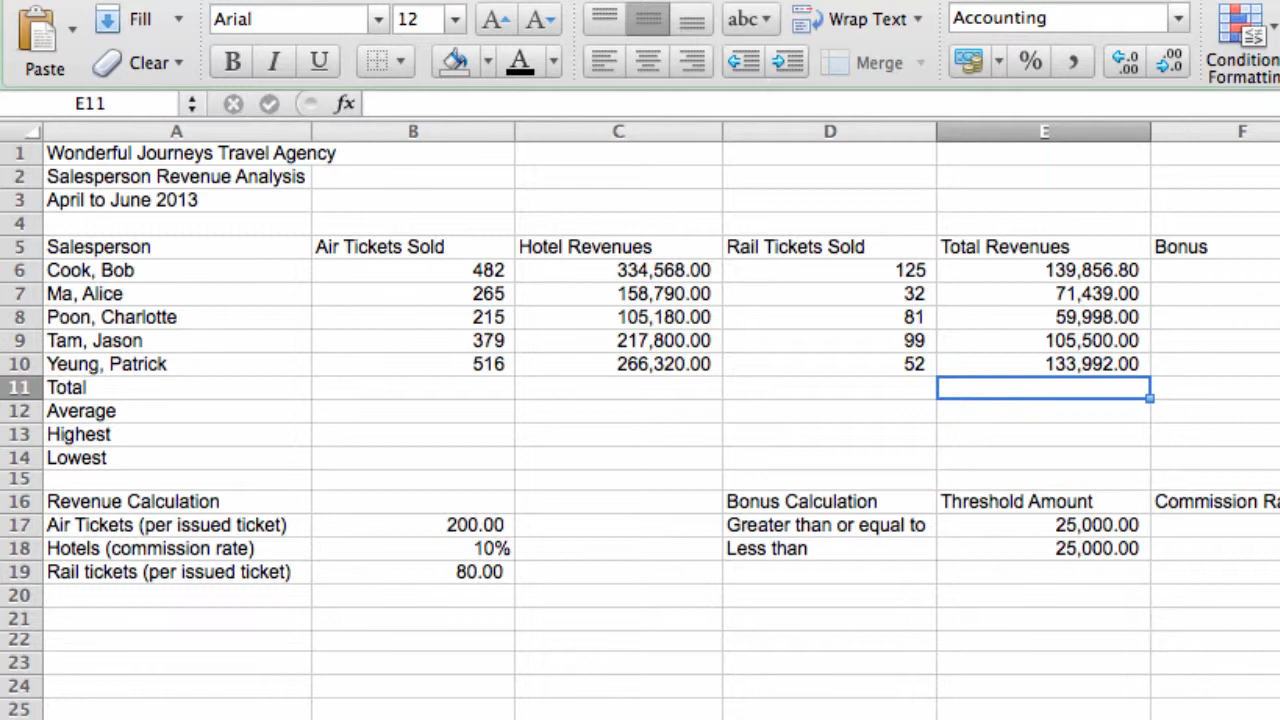 Fill Arial 12 A A abc Wrap Text Accounting
Paste Clear B I U A Merge % , .0 .00 .00 .0 Condition
Formatting
E11 fx
A B C D E F
1 Wonderful Journeys Travel Agency
2 Salesperson Revenue Analysis
3 April to June 2013
4
5 Salesperson Air Tickets Sold Hotel Revenues Rail Tickets Sold Total Revenues Bonus
6 Cook, Bob 482 334,568.00 125 139,856.80
7 Ma, Alice 265 158,790.00 32 71,439.00
8 Poon, Charlotte 215 105,180.00 81 59,998.00
9 Tam, Jason 379 217,800.00 99 105,500.00
10 Yeung, Patrick 516 266,320.00 52 133,992.00
11 Total
12 Average
13 Highest
14 Lowest
15
16 Revenue Calculation Bonus Calculation Threshold Amount Commission Ra
17 Air Tickets (per issued ticket) 200.00 Greater than or equal to 25,000.00
18 Hotels (commission rate) 10% Less than 25,000.00
19 Rail tickets (per issued ticket) 80.00
20
21
22
23
24
25